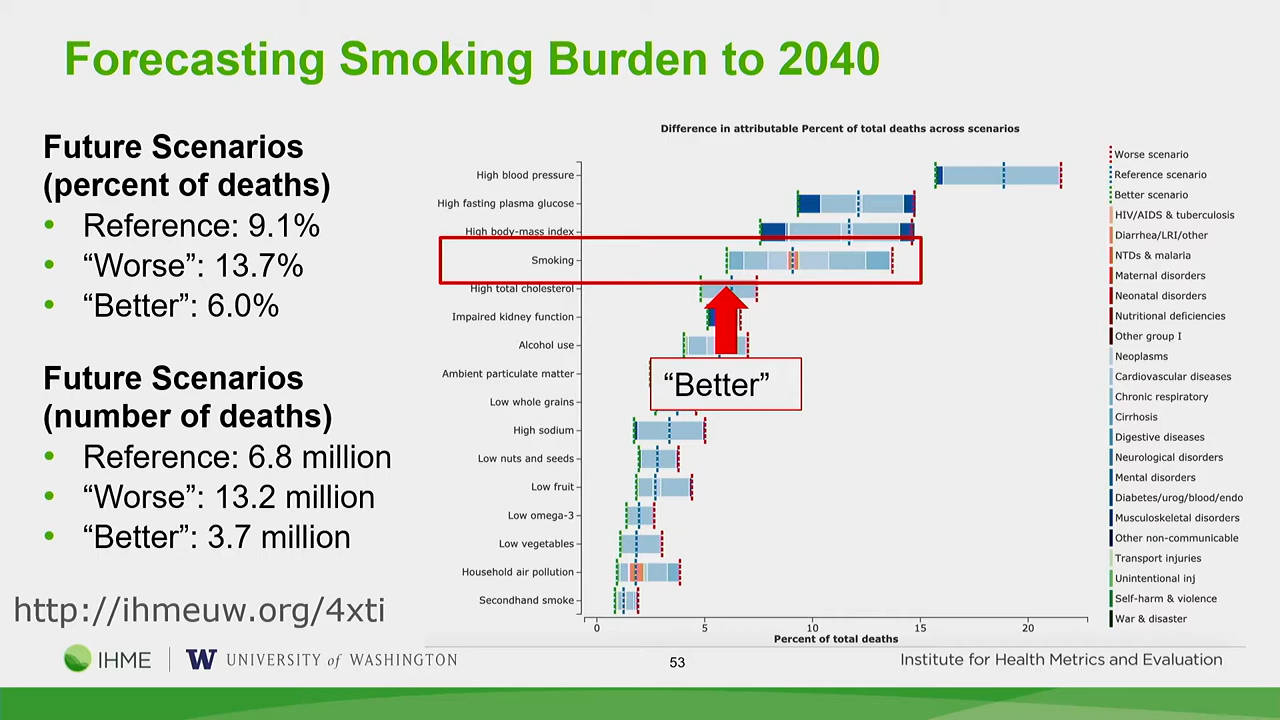 Forecasting Smoking Burden to 2040
Future Scenarios
(percent of deaths)
• Reference: 9.1%
• “Worse”: 13.7%
• “Better”: 6.0%
Future Scenarios
(number of deaths)
• Reference: 6.8 million
• “Worse”: 13.2 million
• “Better”: 3.7 million
http://ihmeuw.org/4xti
Difference in attributable Percent of total deaths across scenarios
High blood pressure
High fasting plasma glucose
High body-mass index
Smoking
High total cholesterol
Impaired kidney function
Alcohol use
Ambient particulate matter
Low whole grains
High sodium
Low nuts and seeds
Low fruit
Low omega-3
Low vegetables
Household air pollution
Secondhand smoke
“Better”
0 5 10 15 20
Percent of total deaths
Worse scenario
Reference scenario
Better scenario
HIV/AIDS & tuberculosis
Diarrhea/LRI/other
NTDs & malaria
Maternal disorders
Neonatal disorders
Nutritional deficiencies
Other group I
Neoplasms
Cardiovascular diseases
Chronic respiratory
Cirrhosis
Digestive diseases
Neurological disorders
Mental disorders
Diabetes/urog/blood/endo
Musculoskeletal disorders
Other non-communicable
Transport injuries
Unintentional inj
Self-harm & violence
War & disaster
IHME
W UNIVERSITY of WASHINGTON
53
Institute for Health Metrics and Evaluation